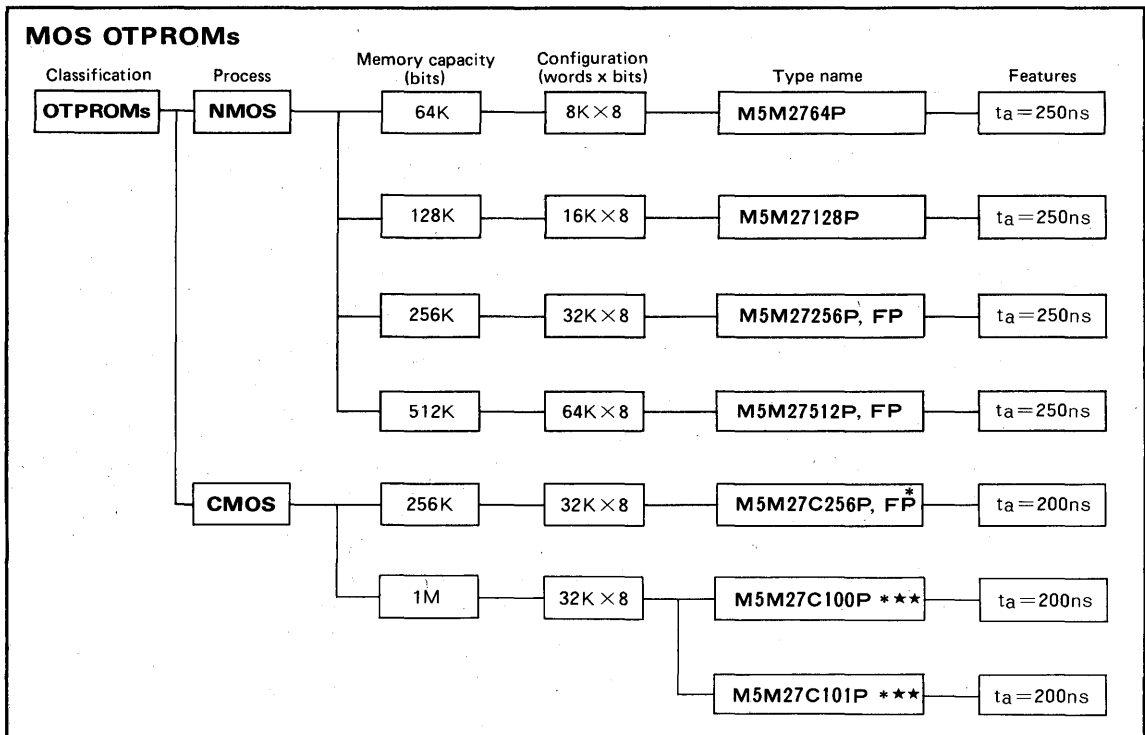 MOS OTPROMs
Classification Process Memory capacity (bits) Configuration (words x bits) Type name Features
OTPROMs NMOS 64K 8K×8 M5M2764P ta=250ns
128K 16K×8 M5M27128P ta=250ns
256K 32K×8 M5M27256P, FP ta=250ns
512K 64K×8 M5M27512P, FP ta=250ns
CMOS 256K 32K×8 M5M27C256P, FP* ta=200ns
1M 32K×8 M5M27C100P *★★ ta=200ns
M5M27C101P *★★ ta=200ns